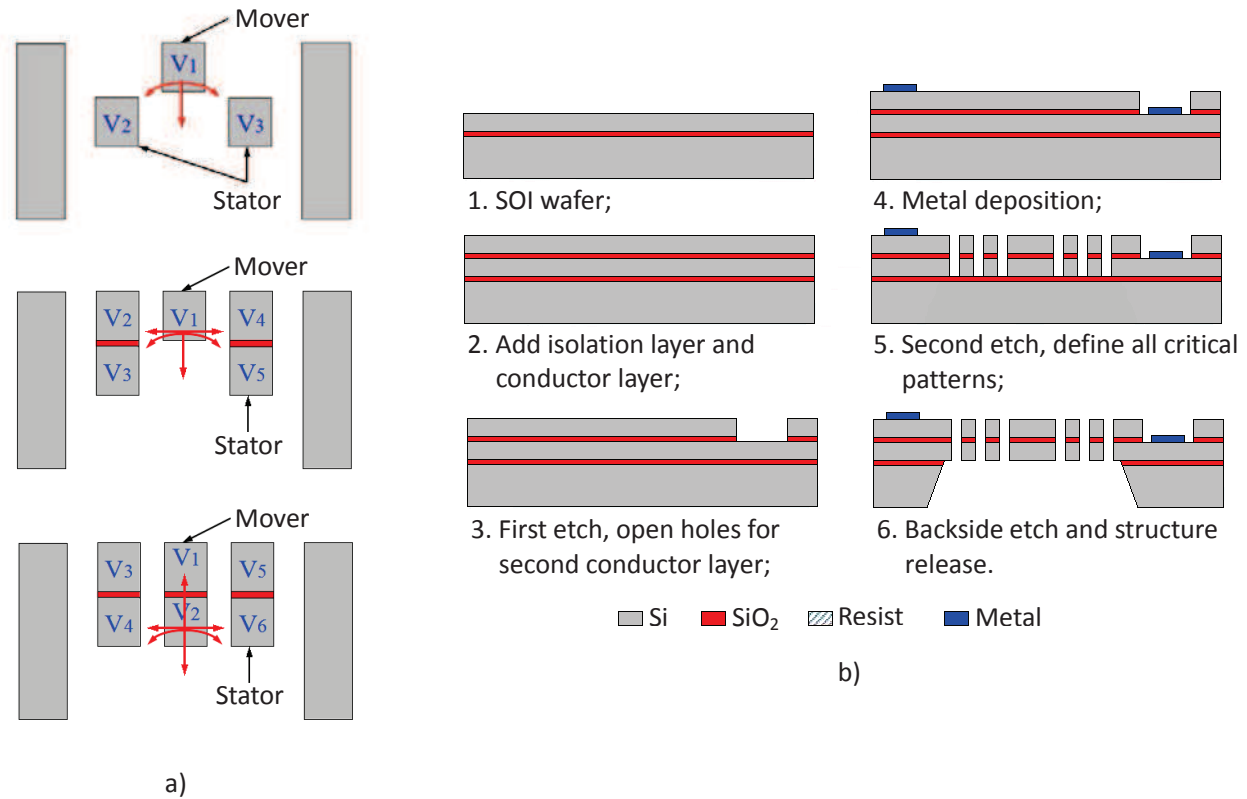 Mover
V1
V2
V3
Stator
Mover
V2
V1
V4
V3
V5
Stator
Mover
V3
V1
V5
V4
V2
V6
Stator
a)
1. SOI wafer;
2. Add isolation layer and
conductor layer;
3. First etch, open holes for
second conductor layer;
4. Metal deposition;
5. Second etch, define all critical
patterns;
6. Backside etch and structure
release.
Si
SiO₂
Resist
Metal
b)